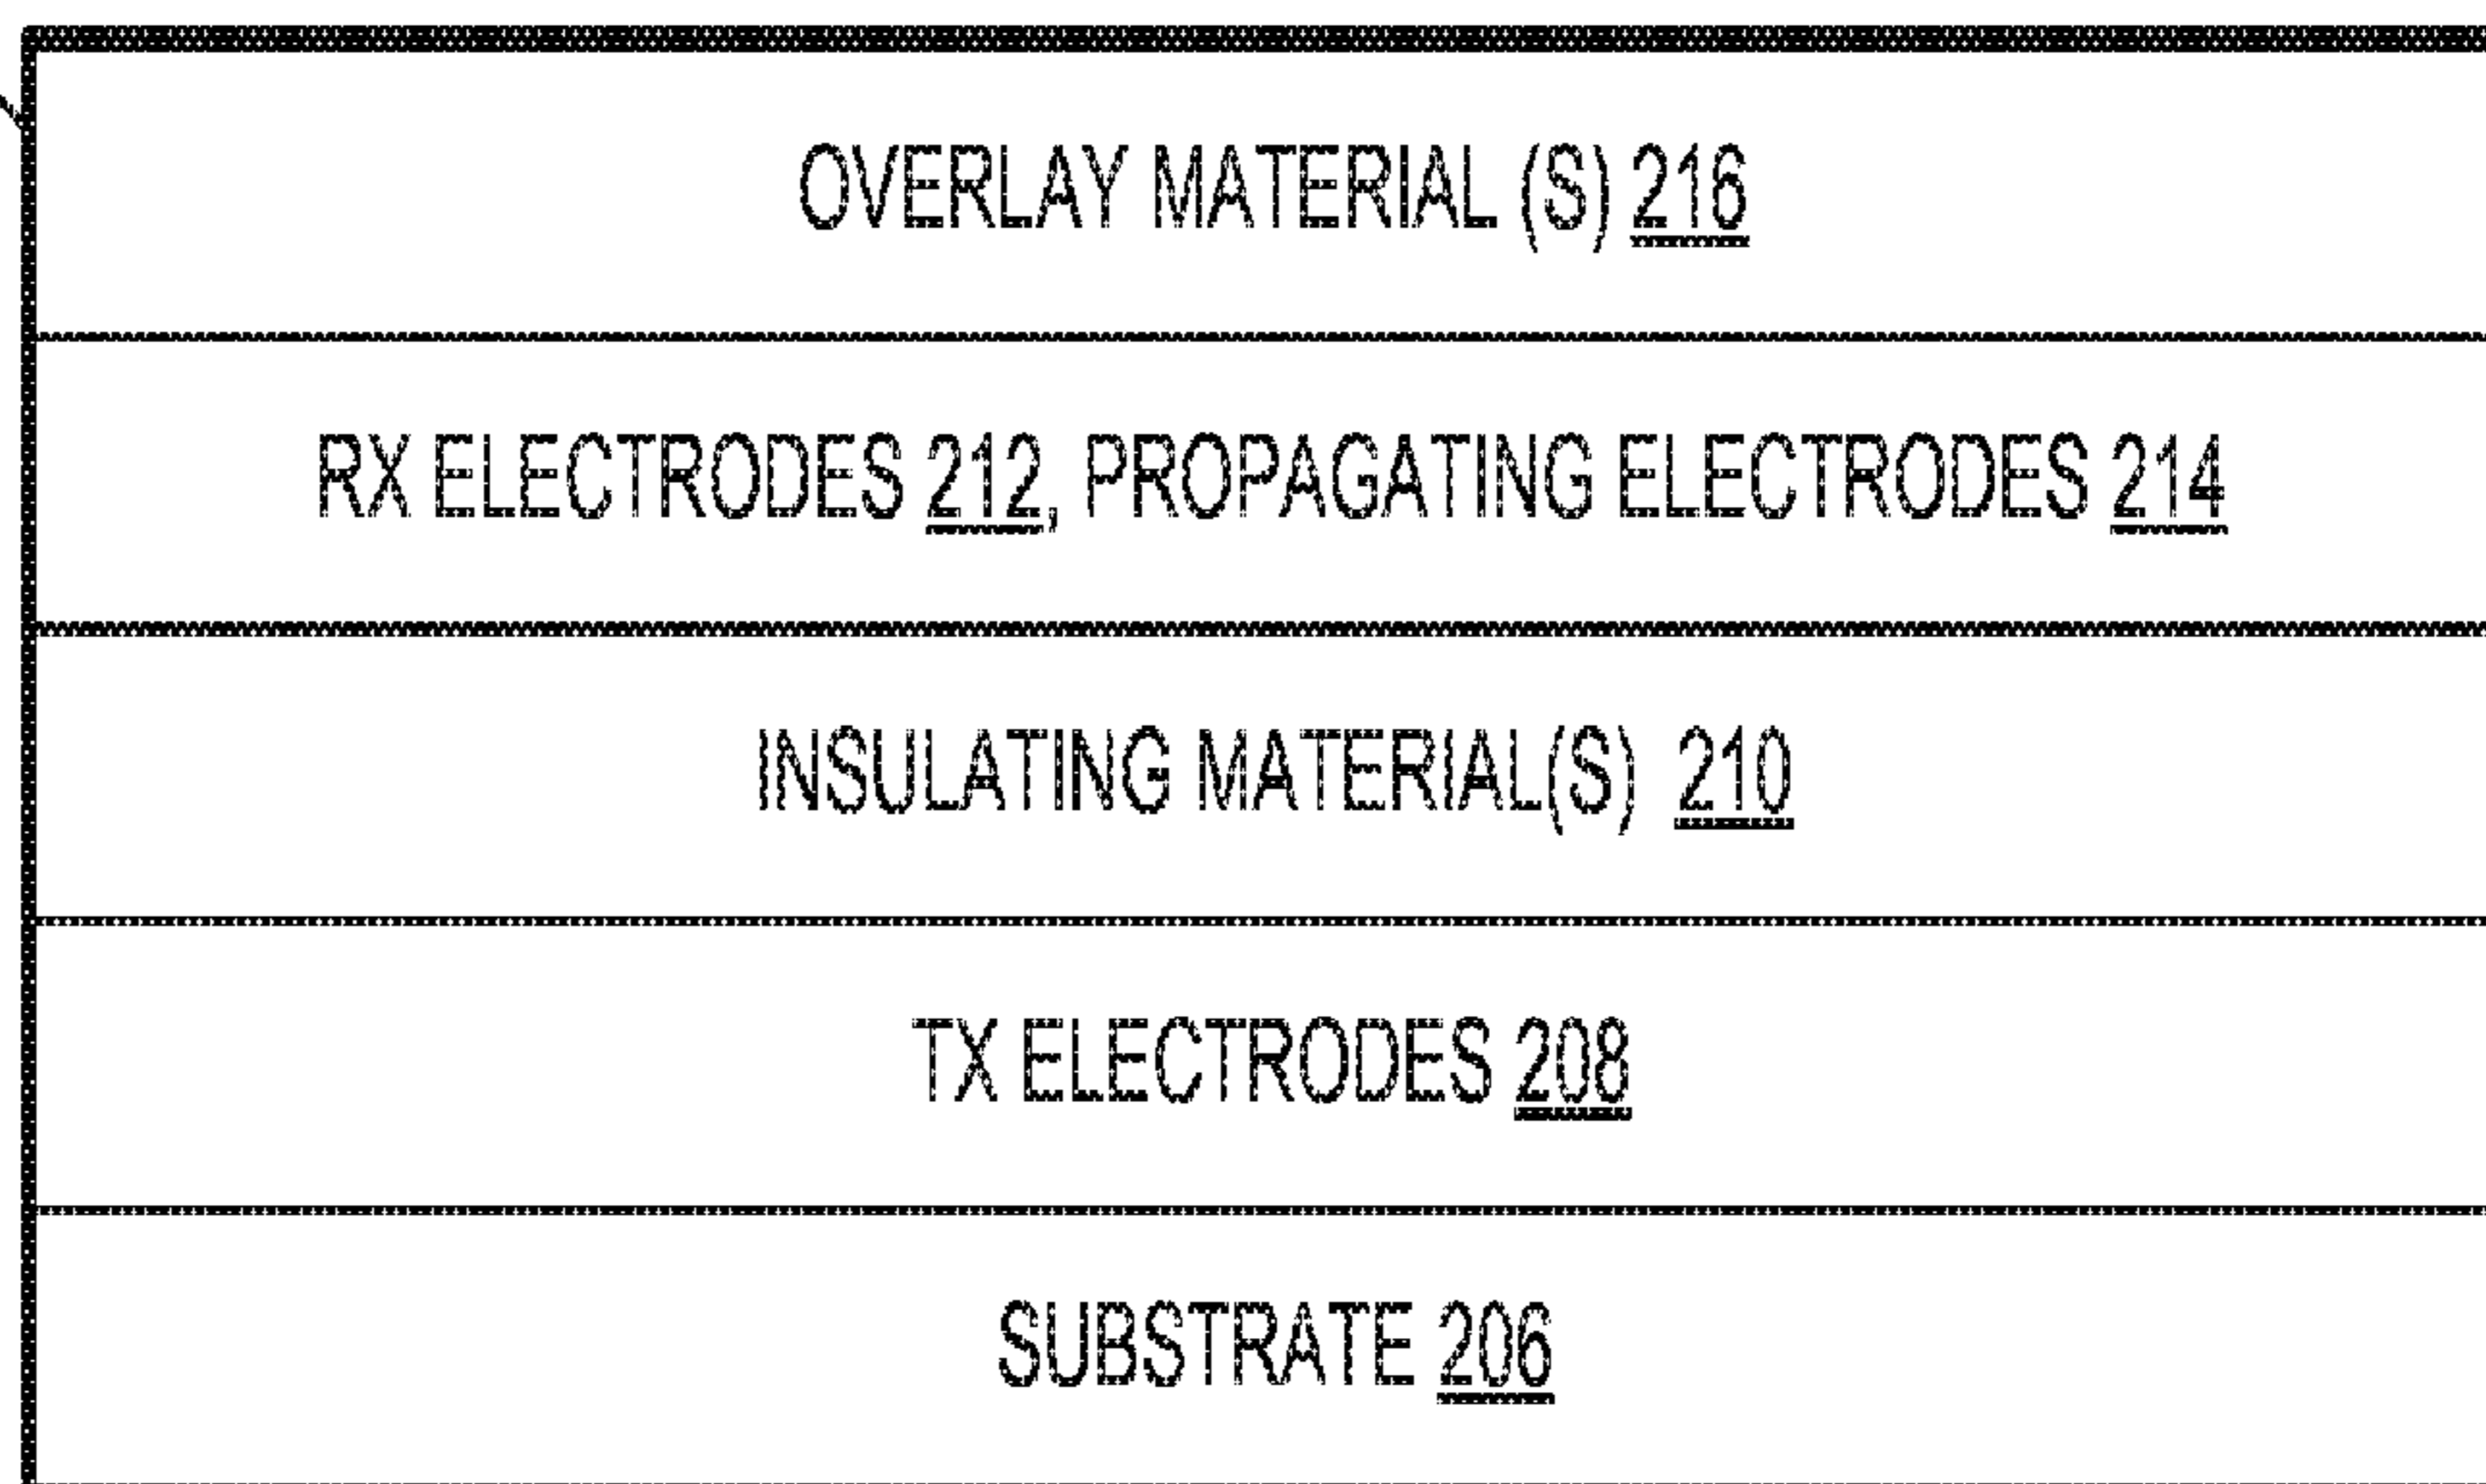 OVERLAY MATERIAL (S) 216
RX ELECTRODES 212, PROPAGATING ELECTRODES 214
INSULATING MATERIAL(S) 210
TX ELECTRODES 208
SUBSTRATE 206